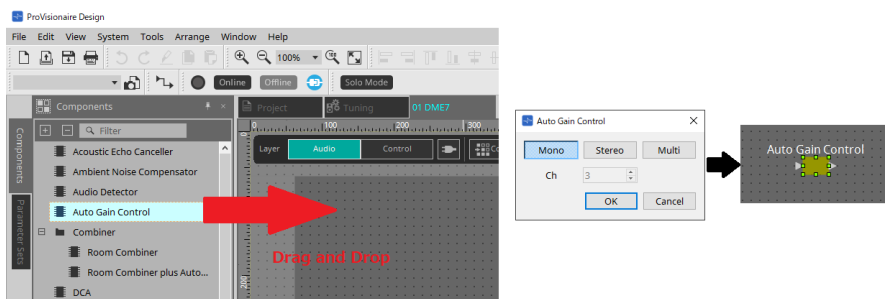 ProVisionaire Design
File Edit View System Tools Arrange Window Help
100%
Online Offline Solo Mode
Components
Project Tuning 01 DME7
Filter
0 100 200 300
Layer Audio Control
Components
Parameter Sets
Acoustic Echo Canceller
Ambient Noise Compensator
Audio Detector
Auto Gain Control
Combiner
Room Combiner
Room Combiner plus Auto...
DCA
Drag and Drop
200
Auto Gain Control
Mono Stereo Multi
Ch 3
OK Cancel
Auto Gain Control